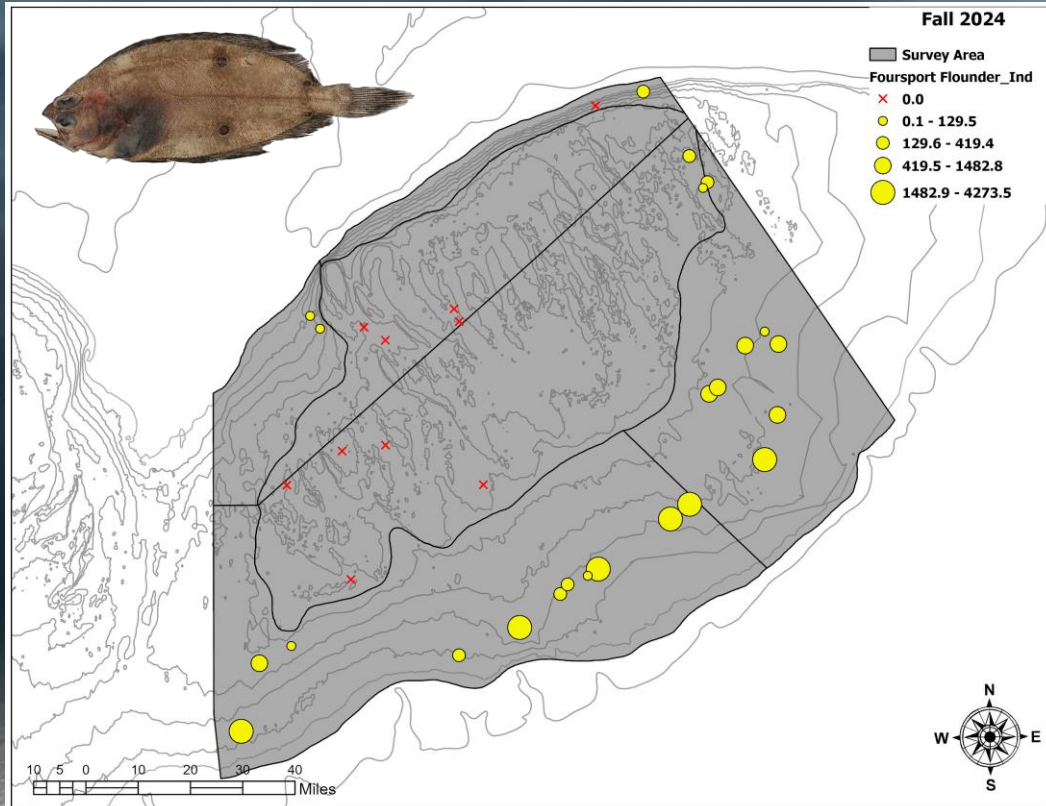 Fall 2024
Survey Area
Foursport Flounder_Ind
0.0
0.1 - 129.5
129.6 - 419.4
419.5 - 1482.8
1482.9 - 4273.5
N
W E
S
10 5 0 10 20 30 40
Miles